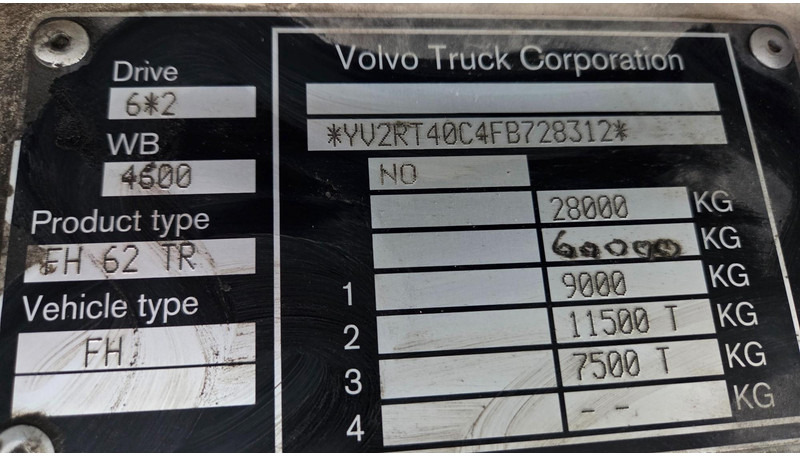 Volvo Truck Corporation
Drive
6*2
*YV2RT40C4FB728312*
WB
4600
NO
28000 KG
Product type
60000 KG
FH 62 TR
1 9000 KG
Vehicle type
2 11500 T KG
FH
3 7500 T KG
4 - - KG